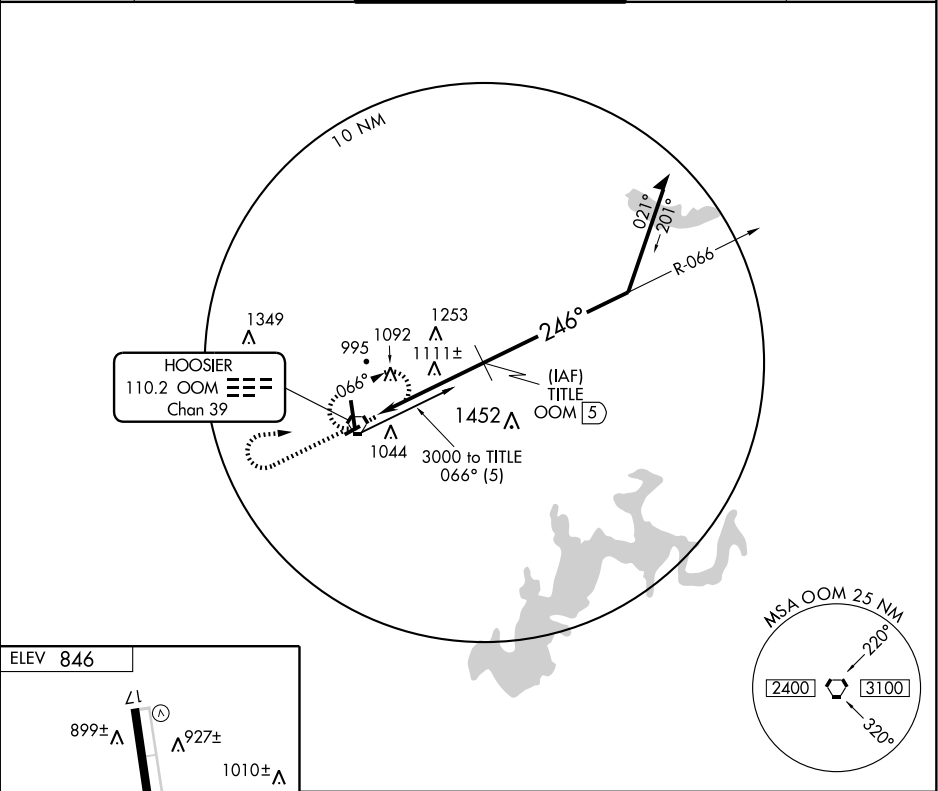 10 NM
021°
201°
R-066
246°
1349
1253
1092
995
1111±
066°
HOOSIER
110.2 OOM
Chan 39
(IAF)
TITLE
OOM 5
1452
1044
3000 to TITLE
066° (5)
MSA OOM 25 NM
220°
2400
3100
320°
ELEV 846
17
899±
927±
1010±